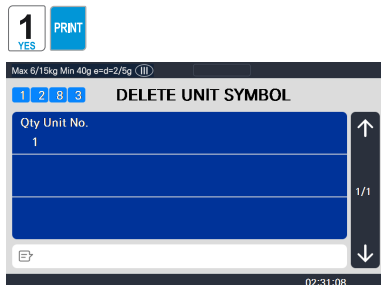 1
YES
PRINT
Max 6/15kg Min 40g e=d=2/5g (III)
1 2 8 3 DELETE UNIT SYMBOL
Qty Unit No.
1
1/1
02:31:08